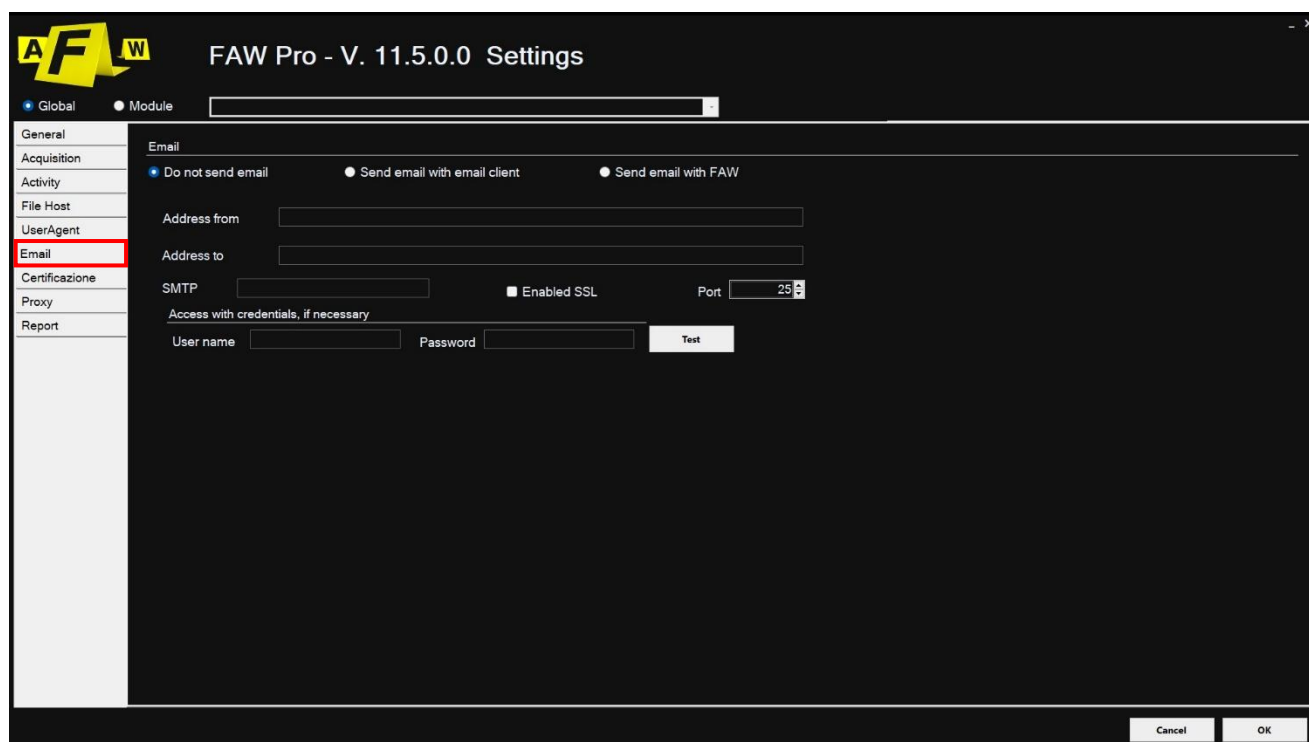 A F W
FAW Pro - V. 11.5.0.0 Settings
Global Module
General
Acquisition
Activity
File Host
UserAgent
Email
Certificazione
Proxy
Report
Email
Do not send email Send email with email client Send email with FAW
Address from
Address to
SMTP Enabled SSL Port 25
Access with credentials, if necessary
User name Password Test
Cancel OK